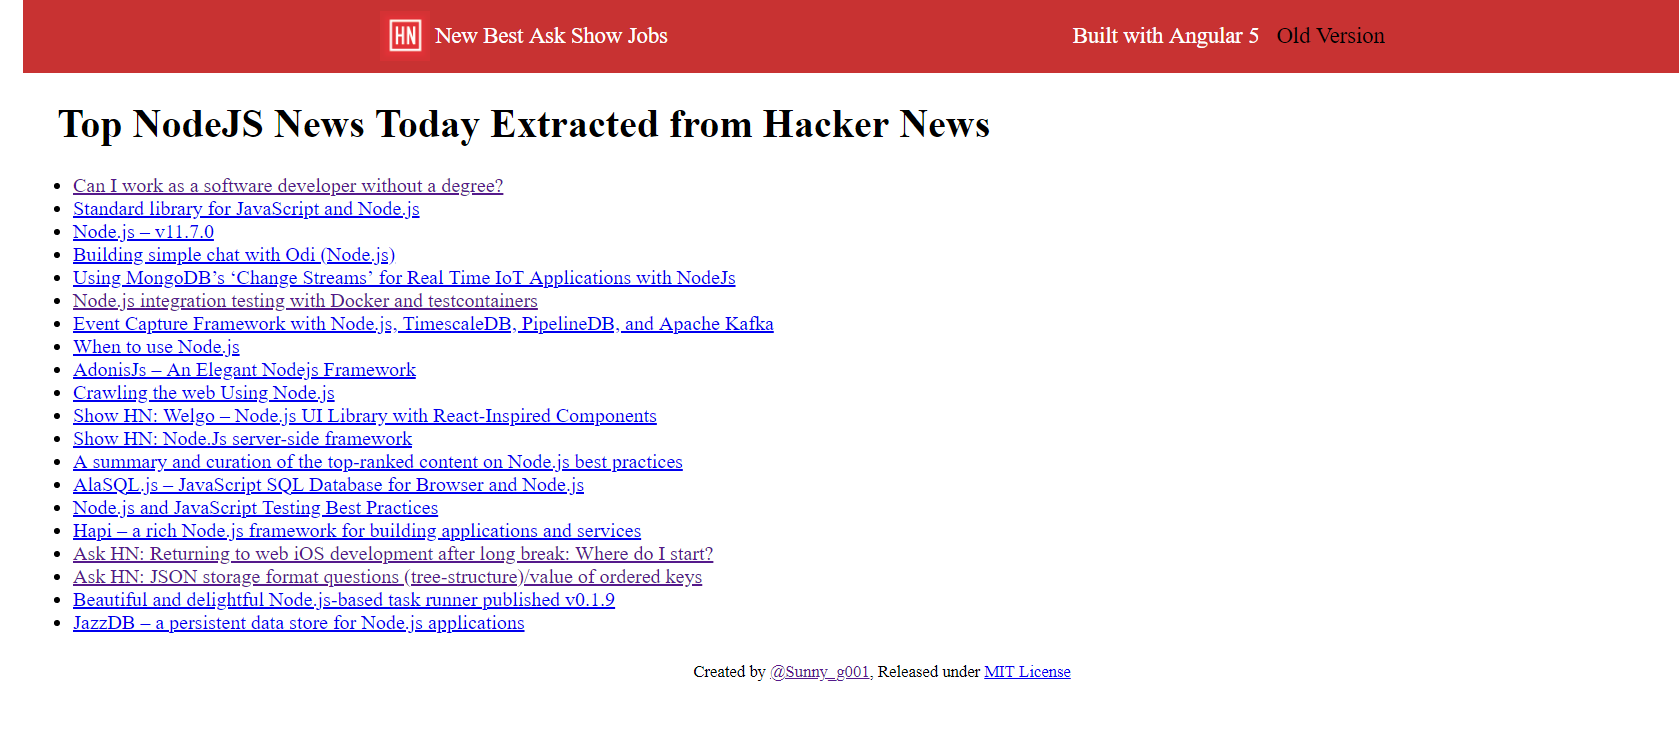 HN New Best Ask Show Jobs Built with Angular 5 Old Version
Top NodeJS News Today Extracted from Hacker News
Can I work as a software developer without a degree?
Standard library for JavaScript and Node.js
Node.js – v11.7.0
Building simple chat with Odi (Node.js)
Using MongoDB’s ‘Change Streams’ for Real Time IoT Applications with NodeJs
Node.js integration testing with Docker and testcontainers
Event Capture Framework with Node.js, TimescaleDB, PipelineDB, and Apache Kafka
When to use Node.js
AdonisJs – An Elegant Nodejs Framework
Crawling the web Using Node.js
Show HN: Welgo – Node.js UI Library with React-Inspired Components
Show HN: Node.Js server-side framework
A summary and curation of the top-ranked content on Node.js best practices
AlaSQL.js – JavaScript SQL Database for Browser and Node.js
Node.js and JavaScript Testing Best Practices
Hapi – a rich Node.js framework for building applications and services
Ask HN: Returning to web iOS development after long break: Where do I start?
Ask HN: JSON storage format questions (tree-structure)/value of ordered keys
Beautiful and delightful Node.js-based task runner published v0.1.9
JazzDB – a persistent data store for Node.js applications
Created by @Sunny_g001, Released under MIT License